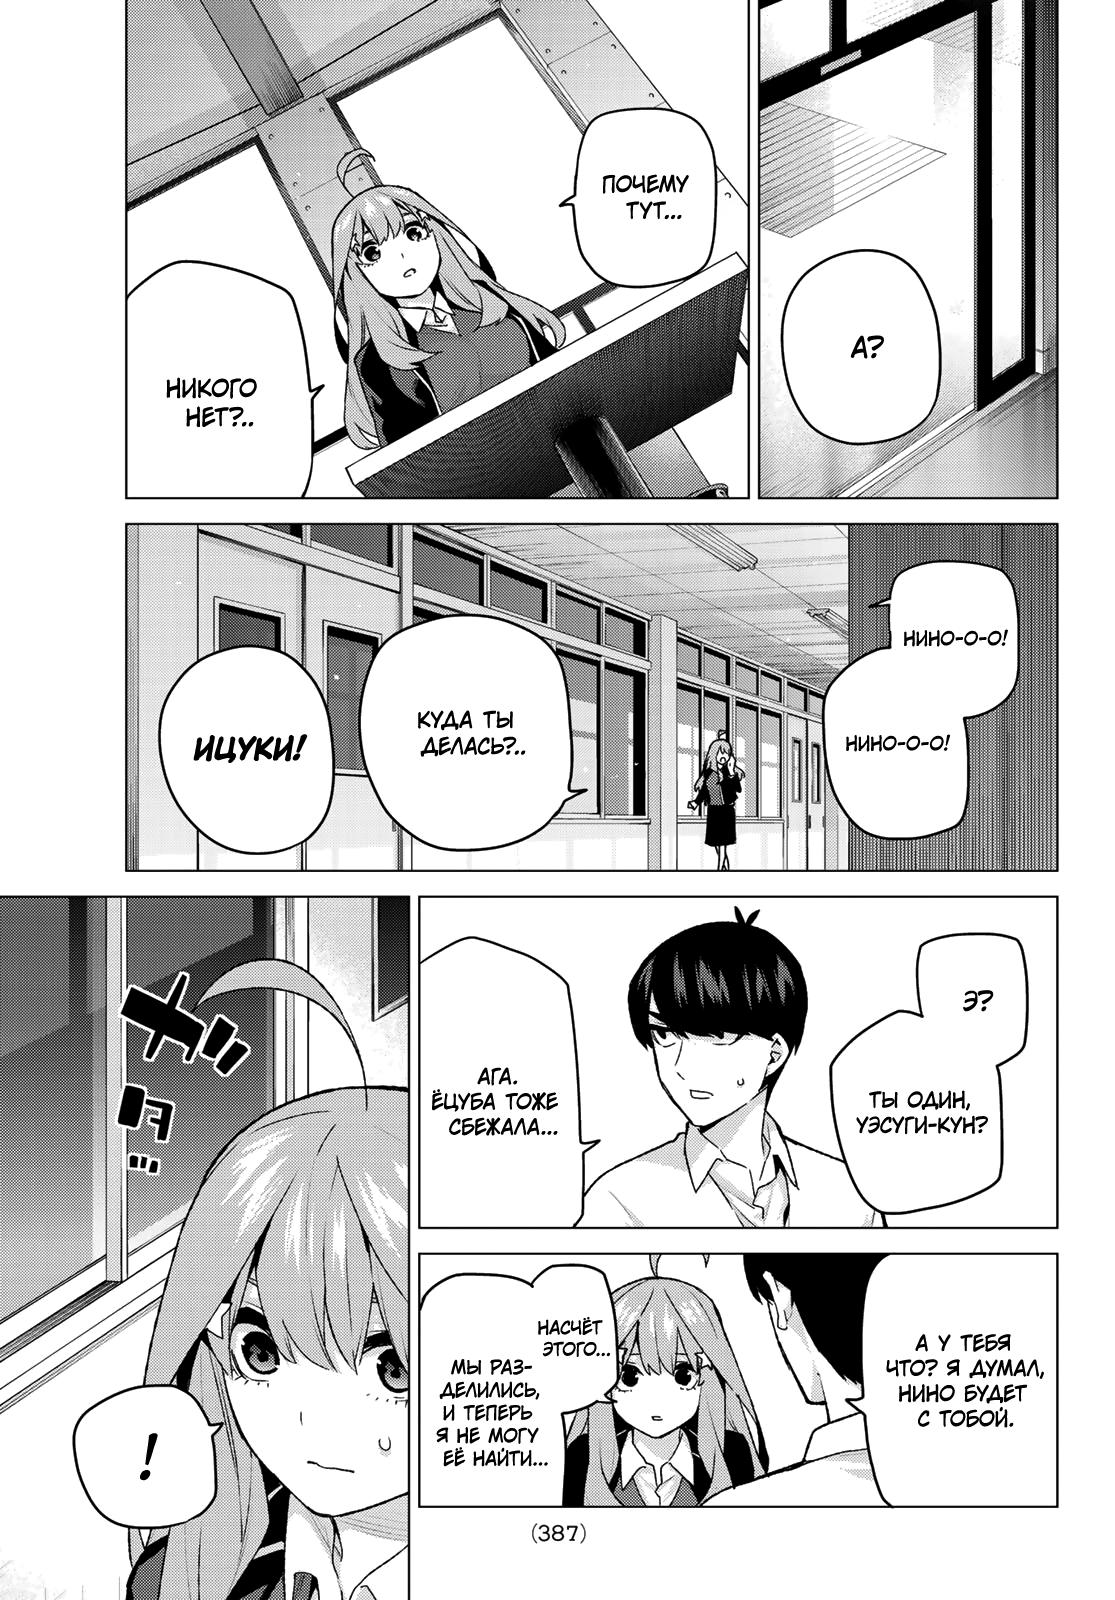 А?
ПОЧЕМУ
ТУТ...
НИКОГО
НЕТ?..
НИНО-О-О!
НИНО-О-О!
КУДА ТЫ
ДЕЛАСЬ?..
ИЦУКИ!
Э?
ТЫ ОДИН,
УЭСУГИ-КУН?
АГА.
ЁЦУБА ТОЖЕ
СБЕЖАЛА...
А У ТЕБЯ
ЧТО? Я ДУМАЛ,
НИНО БУДЕТ
С ТОБОЙ.
НАСЧЁТ
ЭТОГО...
МЫ РАЗ-
ДЕЛИЛИСЬ,
И ТЕПЕРЬ
Я НЕ МОГУ
ЕЁ НАЙТИ...
!
(387)